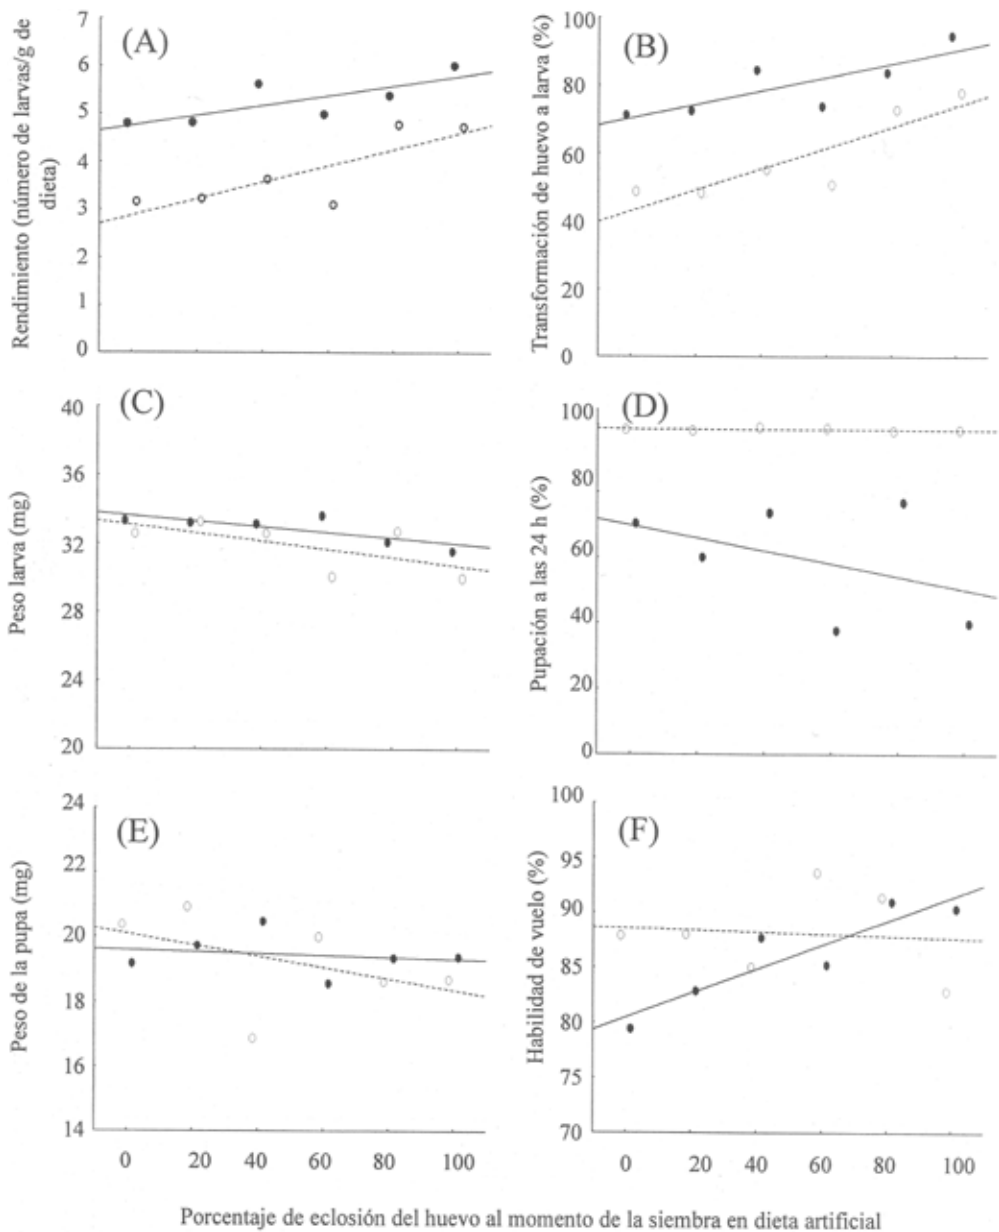 (A)
Rendimiento (número de larvas/g de
dieta)
7
6
5
4
3
2
1
0
(B)
Transformación de huevo a larva (%)
100
80
60
40
20
0
(C)
Peso larva (mg)
40
36
32
28
24
20
(D)
Pupación a las 24 h (%)
100
80
60
40
20
0
(E)
Peso de la pupa (mg)
24
22
20
18
16
14
0 20 40 60 80 100
(F)
Habilidad de vuelo (%)
100
95
90
85
80
75
70
0 20 40 60 80 100
Porcentaje de eclosión del huevo al momento de la siembra en dieta artificial